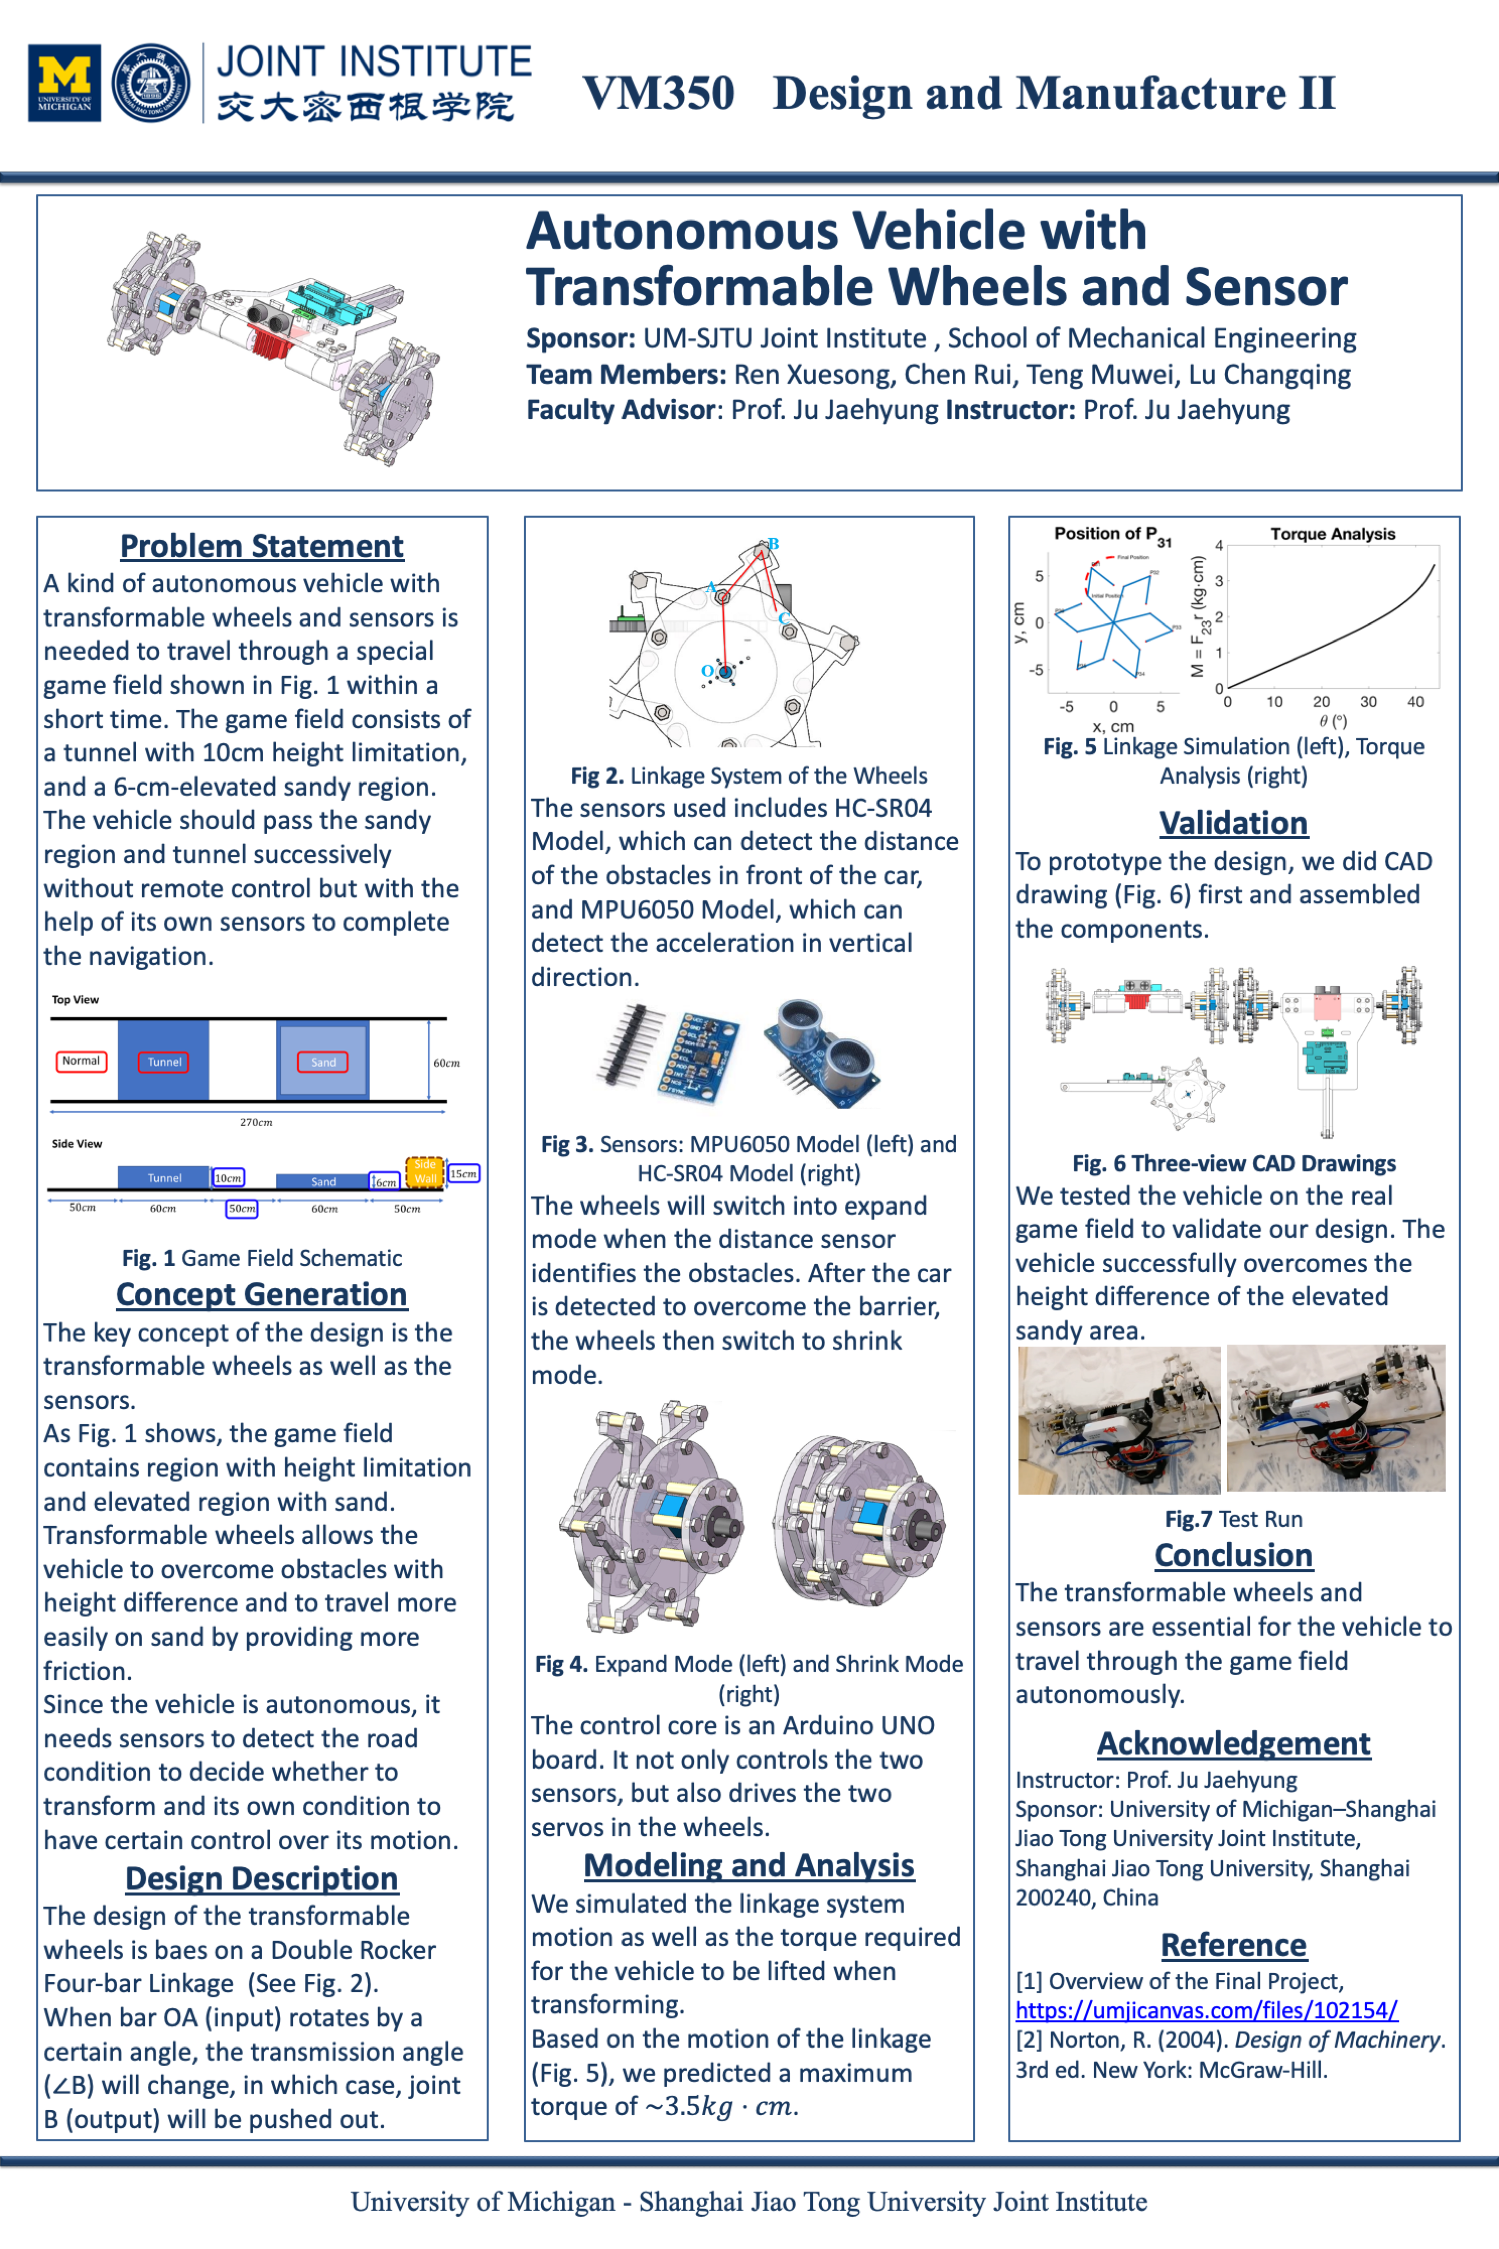 M
UNIVERSITY OF
MICHIGAN
JOINT INSTITUTE
交大密西根学院
VM350 Design and Manufacture II
Autonomous Vehicle with
Transformable Wheels and Sensor
Sponsor: UM-SJTU Joint Institute , School of Mechanical Engineering
Team Members: Ren Xuesong, Chen Rui, Teng Muwei, Lu Changqing
Faculty Advisor: Prof. Ju Jaehyung Instructor: Prof. Ju Jaehyung
Problem Statement
A kind of autonomous vehicle with
transformable wheels and sensors is
needed to travel through a special
game field shown in Fig. 1 within a
short time. The game field consists of
a tunnel with 10cm height limitation,
and a 6-cm-elevated sandy region.
The vehicle should pass the sandy
region and tunnel successively
without remote control but with the
help of its own sensors to complete
the navigation.
Top View
Normal
Tunnel
Sand
60cm
270cm
Side View
Tunnel
10cm
Sand
6cm
Side
Wall
15cm
50cm
60cm
50cm
60cm
50cm
Fig. 1 Game Field Schematic
Concept Generation
The key concept of the design is the
transformable wheels as well as the
sensors.
As Fig. 1 shows, the game field
contains region with height limitation
and elevated region with sand.
Transformable wheels allows the
vehicle to overcome obstacles with
height difference and to travel more
easily on sand by providing more
friction.
Since the vehicle is autonomous, it
needs sensors to detect the road
condition to decide whether to
transform and its own condition to
have certain control over its motion.
Design Description
The design of the transformable
wheels is baes on a Double Rocker
Four-bar Linkage (See Fig. 2).
When bar OA (input) rotates by a
certain angle, the transmission angle
(∠B) will change, in which case, joint
B (output) will be pushed out.
B
A
C
O
Fig 2. Linkage System of the Wheels
The sensors used includes HC-SR04
Model, which can detect the distance
of the obstacles in front of the car,
and MPU6050 Model, which can
detect the acceleration in vertical
direction.
Fig 3. Sensors: MPU6050 Model (left) and
HC-SR04 Model (right)
The wheels will switch into expand
mode when the distance sensor
identifies the obstacles. After the car
is detected to overcome the barrier,
the wheels then switch to shrink
mode.
Fig 4. Expand Mode (left) and Shrink Mode
(right)
The control core is an Arduino UNO
board. It not only controls the two
sensors, but also drives the two
servos in the wheels.
Modeling and Analysis
We simulated the linkage system
motion as well as the torque required
for the vehicle to be lifted when
transforming.
Based on the motion of the linkage
(Fig. 5), we predicted a maximum
torque of ~3.5kg · cm.
Position of P31
Final Position
Initial Position
5
0
-5
y, cm
-5 0 5
x, cm
Torque Analysis
M = F23r (kg·cm)
4
3
2
1
0
0 10 20 30 40
θ (°)
Fig. 5 Linkage Simulation (left), Torque
Analysis (right)
Validation
To prototype the design, we did CAD
drawing (Fig. 6) first and assembled
the components.
Fig. 6 Three-view CAD Drawings
We tested the vehicle on the real
game field to validate our design. The
vehicle successfully overcomes the
height difference of the elevated
sandy area.
Fig.7 Test Run
Conclusion
The transformable wheels and
sensors are essential for the vehicle to
travel through the game field
autonomously.
Acknowledgement
Instructor: Prof. Ju Jaehyung
Sponsor: University of Michigan–Shanghai
Jiao Tong University Joint Institute,
Shanghai Jiao Tong University, Shanghai
200240, China
Reference
[1] Overview of the Final Project,
https://umjicanvas.com/files/102154/
[2] Norton, R. (2004). Design of Machinery.
3rd ed. New York: McGraw-Hill.
University of Michigan - Shanghai Jiao Tong University Joint Institute